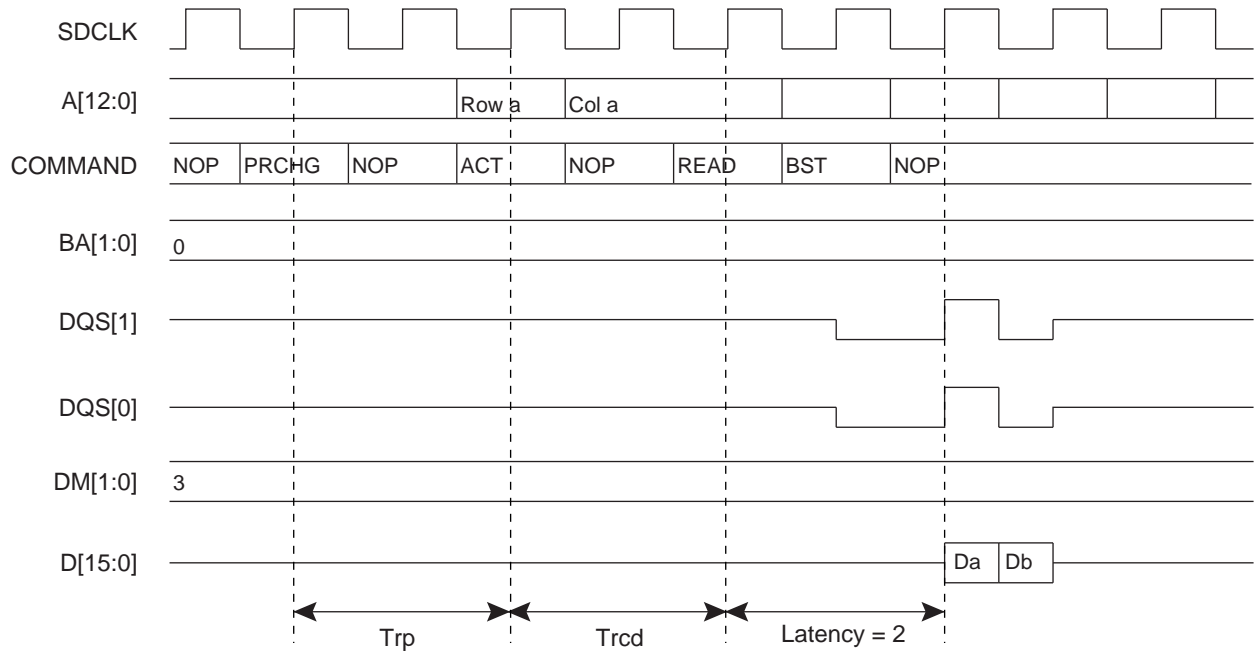 SDCLK
A[12:0] Row a Col a
COMMAND NOP PRCHG NOP ACT NOP READ BST NOP
BA[1:0] 0
DQS[1]
DQS[0]
DM[1:0] 3
D[15:0] Da Db
Trp Trcd Latency = 2